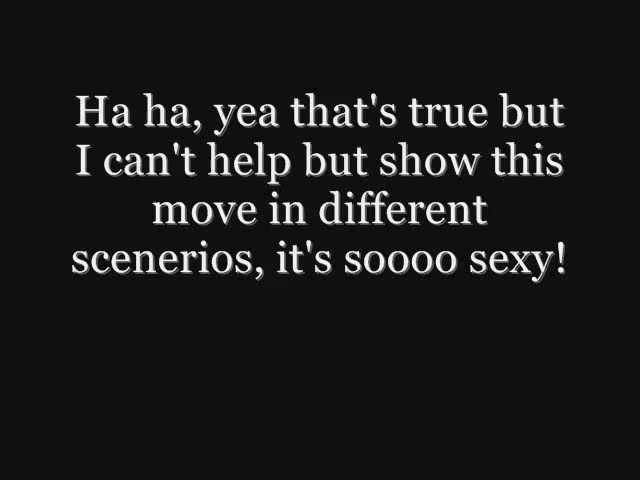 Ha ha, yea that's true but
I can't help but show this
move in different
scenerios, it's soooo sexy!